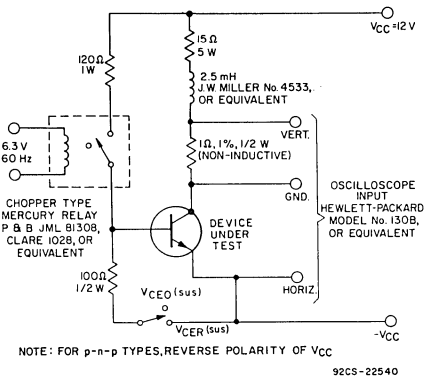 VCC=12V
15Ω
5 W
120Ω
1W
2.5 mH
J.W. MILLER No. 4533,
OR EQUIVALENT
VERT.
6.3 V
60 Hz
1Ω, 1%, 1/2 W
(NON-INDUCTIVE)
GND.
OSCILLOSCOPE
INPUT
HEWLETT-PACKARD
MODEL No. 130B,
OR EQUIVALENT
CHOPPER TYPE
MERCURY RELAY
P & B JML 81308,
CLARE 1028, OR
EQUIVALENT
DEVICE
UNDER
TEST
100Ω
1/2 W
HORIZ.
VCEO (sus)
VCER (sus)
-VCC
NOTE: FOR p-n-p TYPES, REVERSE POLARITY OF VCC
92CS-22540